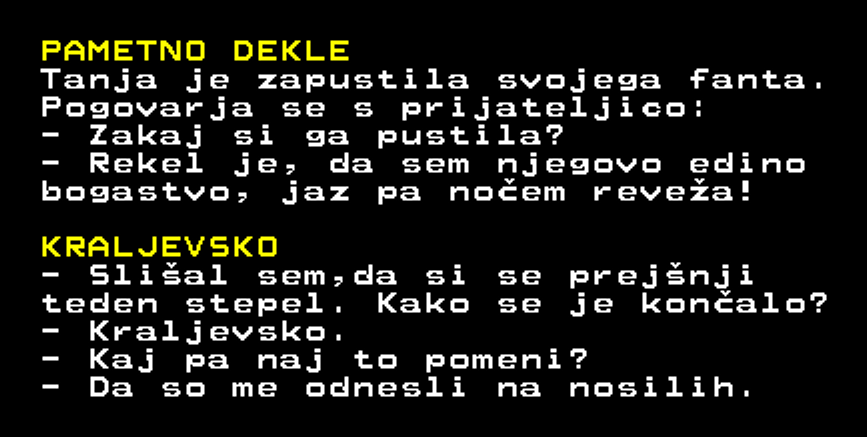 PAMETNO DEKLE
Tanja je zapustila svojega fanta.
Pogovarja se s prijateljico:
- Zakaj si ga pustila?
- Rekel je, da sem njegovo edino
bogastvo, jaz pa nočem reveža!
KRALJEVSKO
- Slišal sem,da si se prejšnji
teden stepel. Kako se je končalo?
- Kraljevsko.
- Kaj pa naj to pomeni?
- Da so me odnesli na nosilih.